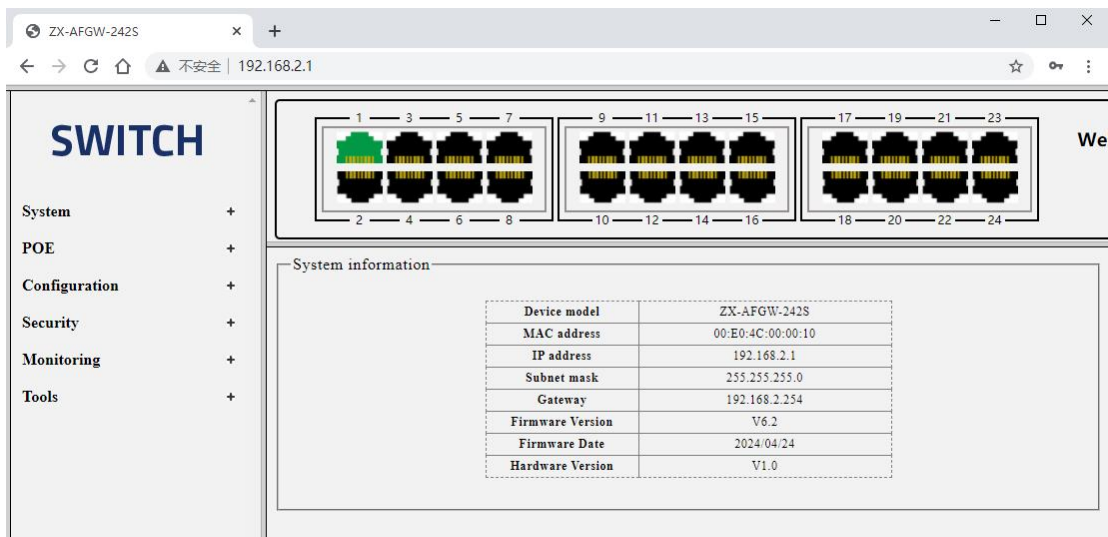 ZX-AFGW-242S
不安全 192.168.2.1
SWITCH
System +
POE +
Configuration +
Security +
Monitoring +
Tools +
1 3 5 7 9 11 13 15 17 19 21 23
We
2 4 6 8 10 12 14 16 18 20 22 24
System information
Device model ZX-AFGW-242S
MAC address 00:E0:4C:00:00:10
IP address 192.168.2.1
Subnet mask 255.255.255.0
Gateway 192.168.2.254
Firmware Version V6.2
Firmware Date 2024/04/24
Hardware Version V1.0